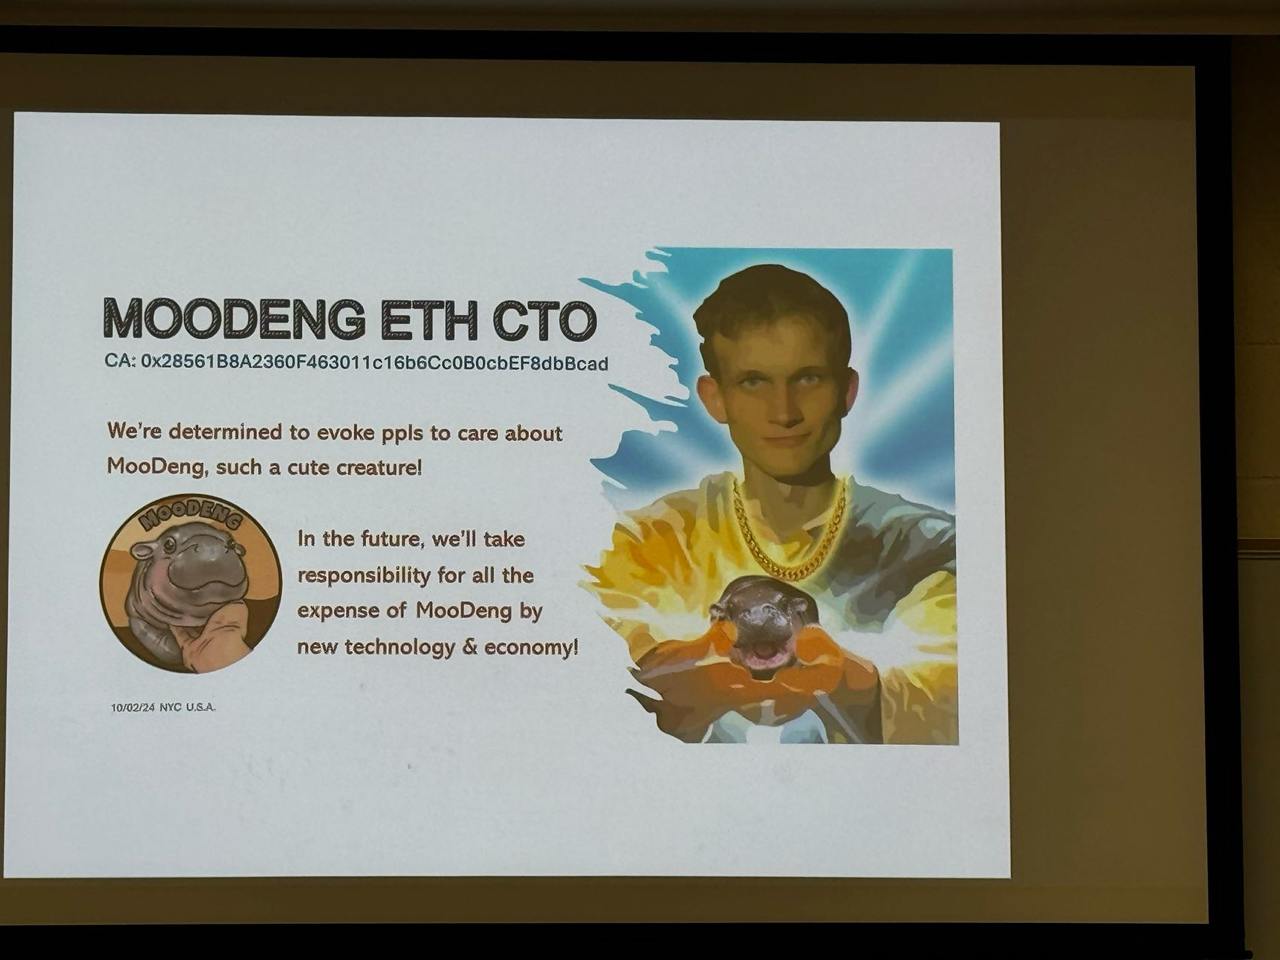 MOODENG ETH CTO
CA: 0x28561B8A2360F463011c16b6Cc0B0cbEF8dbBcad
We're determined to evoke ppls to care about
MooDeng, such a cute creature!
MOODENG
In the future, we'll take
responsibility for all the
expense of MooDeng by
new technology & economy!
10/02/24 NYC U.S.A.